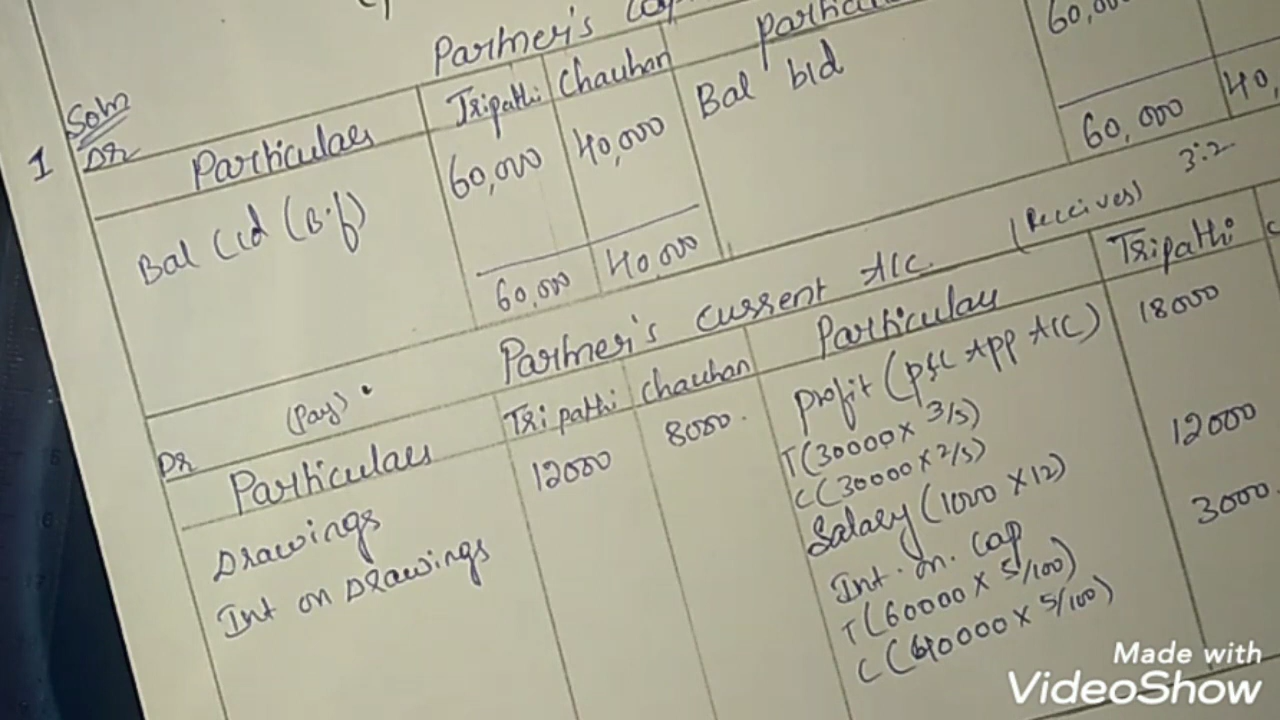 Partner's
Particu
60,000
Soln
1
Dr
Particulars
Tripathi
Chauhan
Bal b/d
60,000
40,000
Bal c/d (B.f)
60,000
40,
60,000
40,000
Partner's current A/C.
(Receives)
3:2
(Pay)
Dr
Particulars
Tripathi
Chauhan
Particulars
Tripathi
Drawings
12000
8000.
Profit (P&L App A/C)
18000
T(30000 x 3/5)
C(30000 x 2/5)
Int on Drawings
Salary (1000 x 12)
12000
Int. on. Cap
3000.
T(60000 x 5/100)
C(40000 x 5/100)
Made with
VideoShow